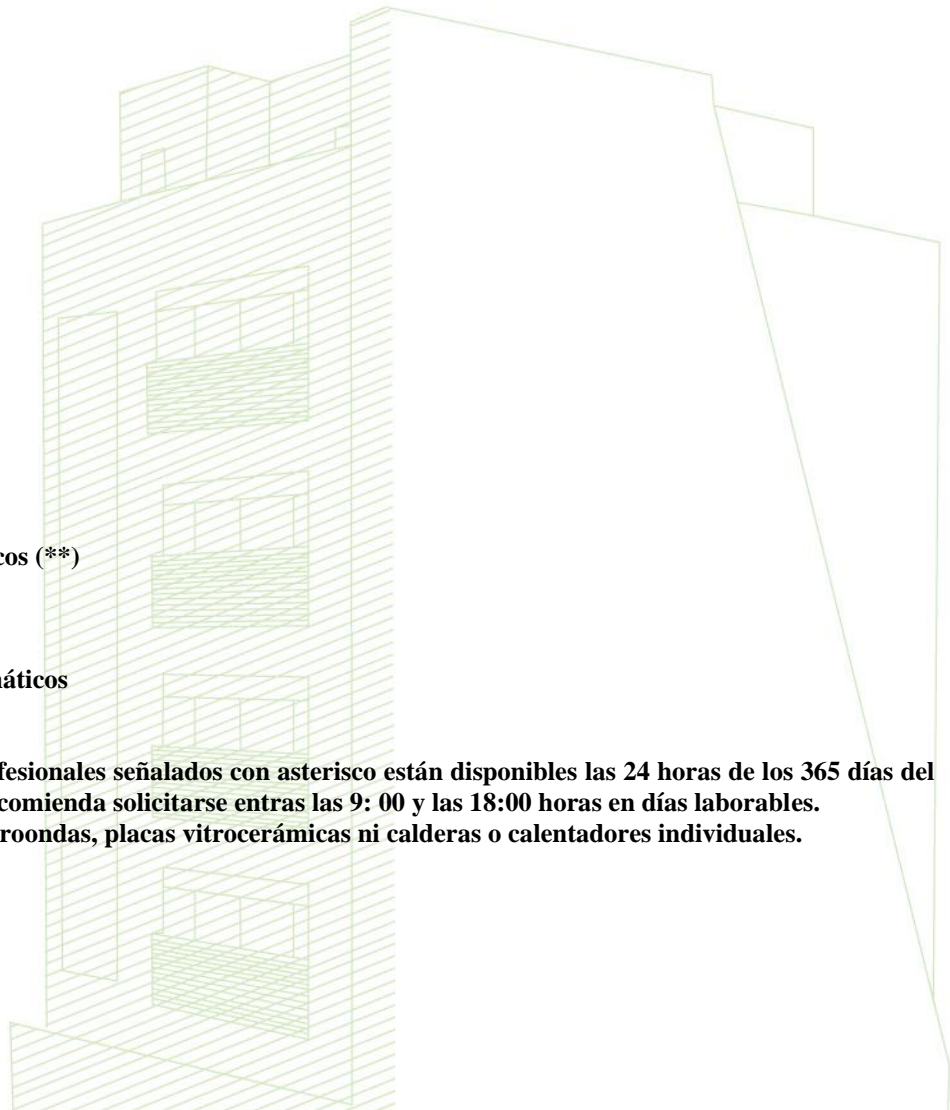 cos (**)
náticos
fesionales señalados con asterisco están disponibles las 24 horas de los 365 días del
comienda solicitarse entras las 9: 00 y las 18:00 horas en días laborables.
roondas, placas vitrocerámicas ni calderas o calentadores individuales.